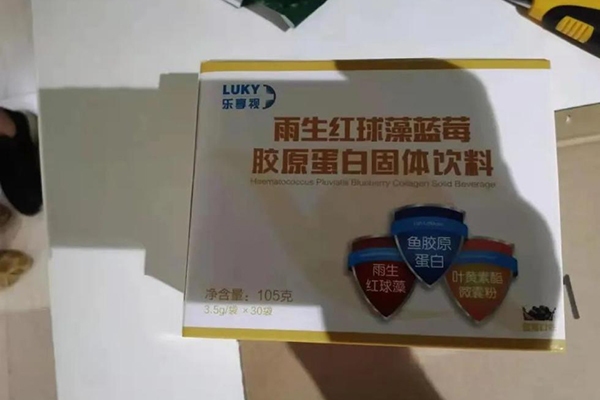 LUKY
乐享视
雨生红球藻蓝莓
胶原蛋白固体饮料
Haematococcus Pluvialis Blueberry Collagen Solid Beverage
鱼胶原
蛋白
雨生
红球藻
叶黄素酯
微囊粉
净含量：105克
3.5g/袋×30袋